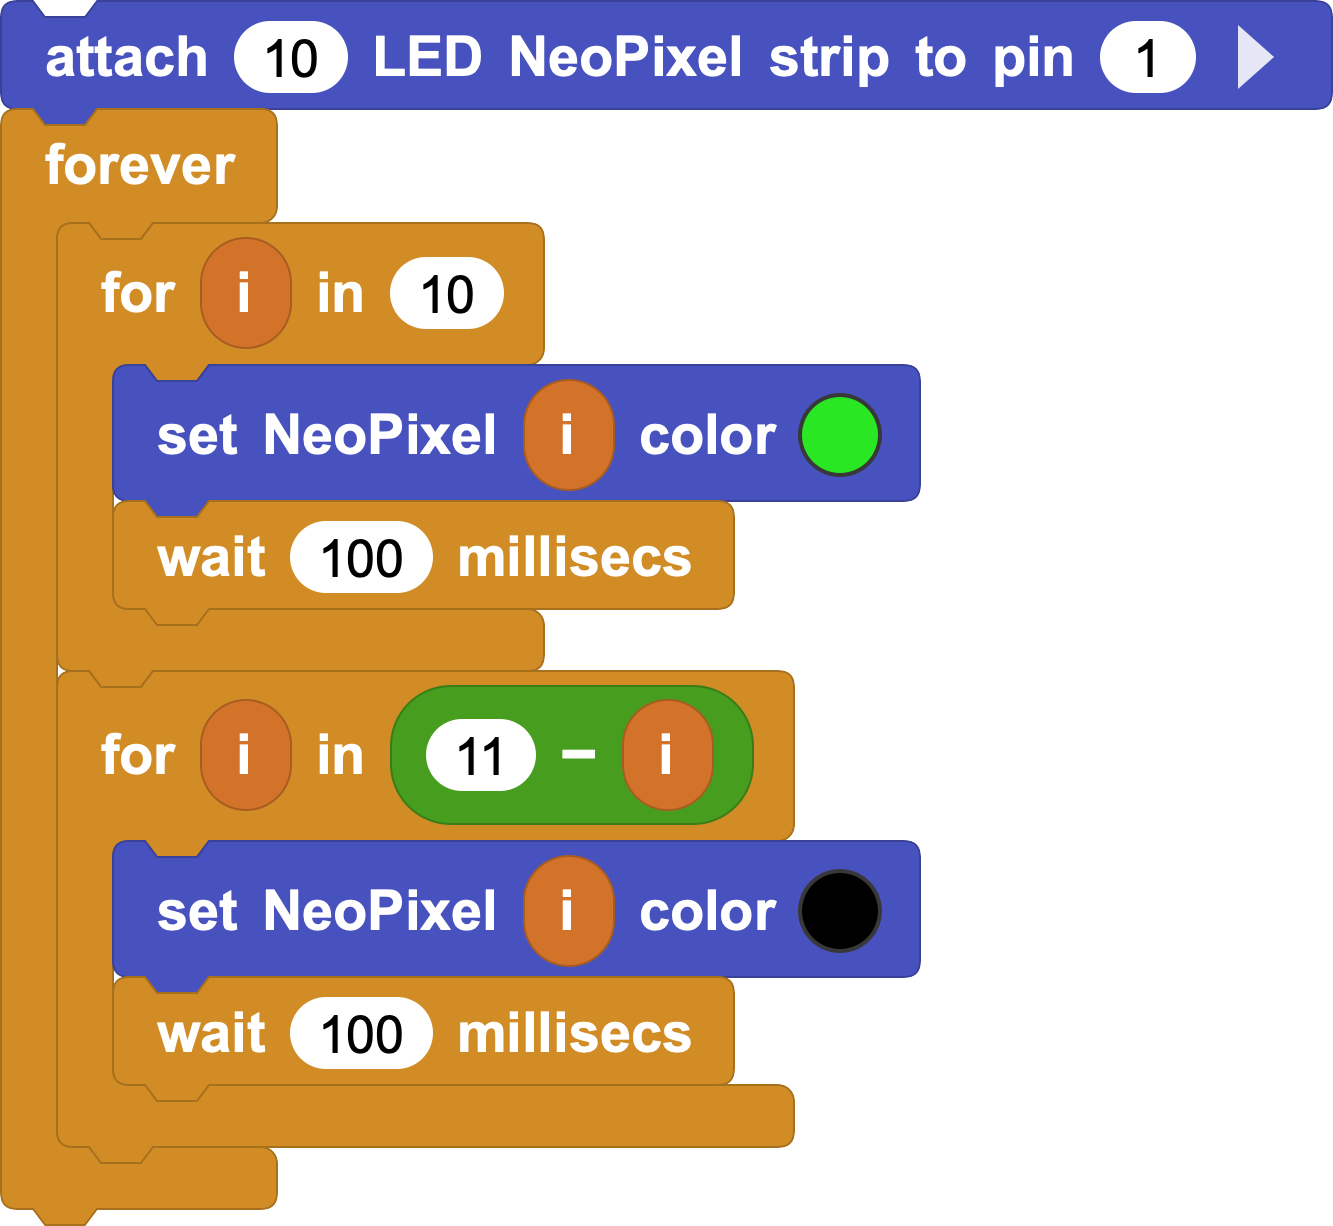 attach 10 LED NeoPixel strip to pin 1
forever
for i in 10
set NeoPixel i color
wait 100 millisecs
for i in 11 − i
set NeoPixel i color
wait 100 millisecs